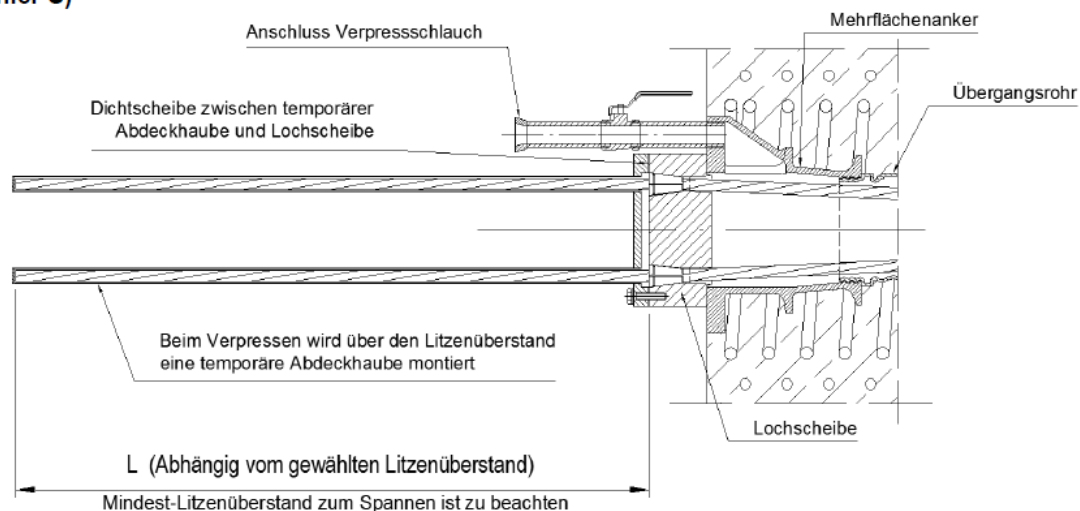 Mehrflächenanker
Anschluss Verpressschlauch
Übergangsrohr
Dichtscheibe zwischen temporärer
Abdeckhaube und Lochscheibe
Beim Verpressen wird über den Litzenüberstand
eine temporäre Abdeckhaube montiert
Lochscheibe
L (Abhängig vom gewählten Litzenüberstand)
Mindest-Litzenüberstand zum Spannen ist zu beachten